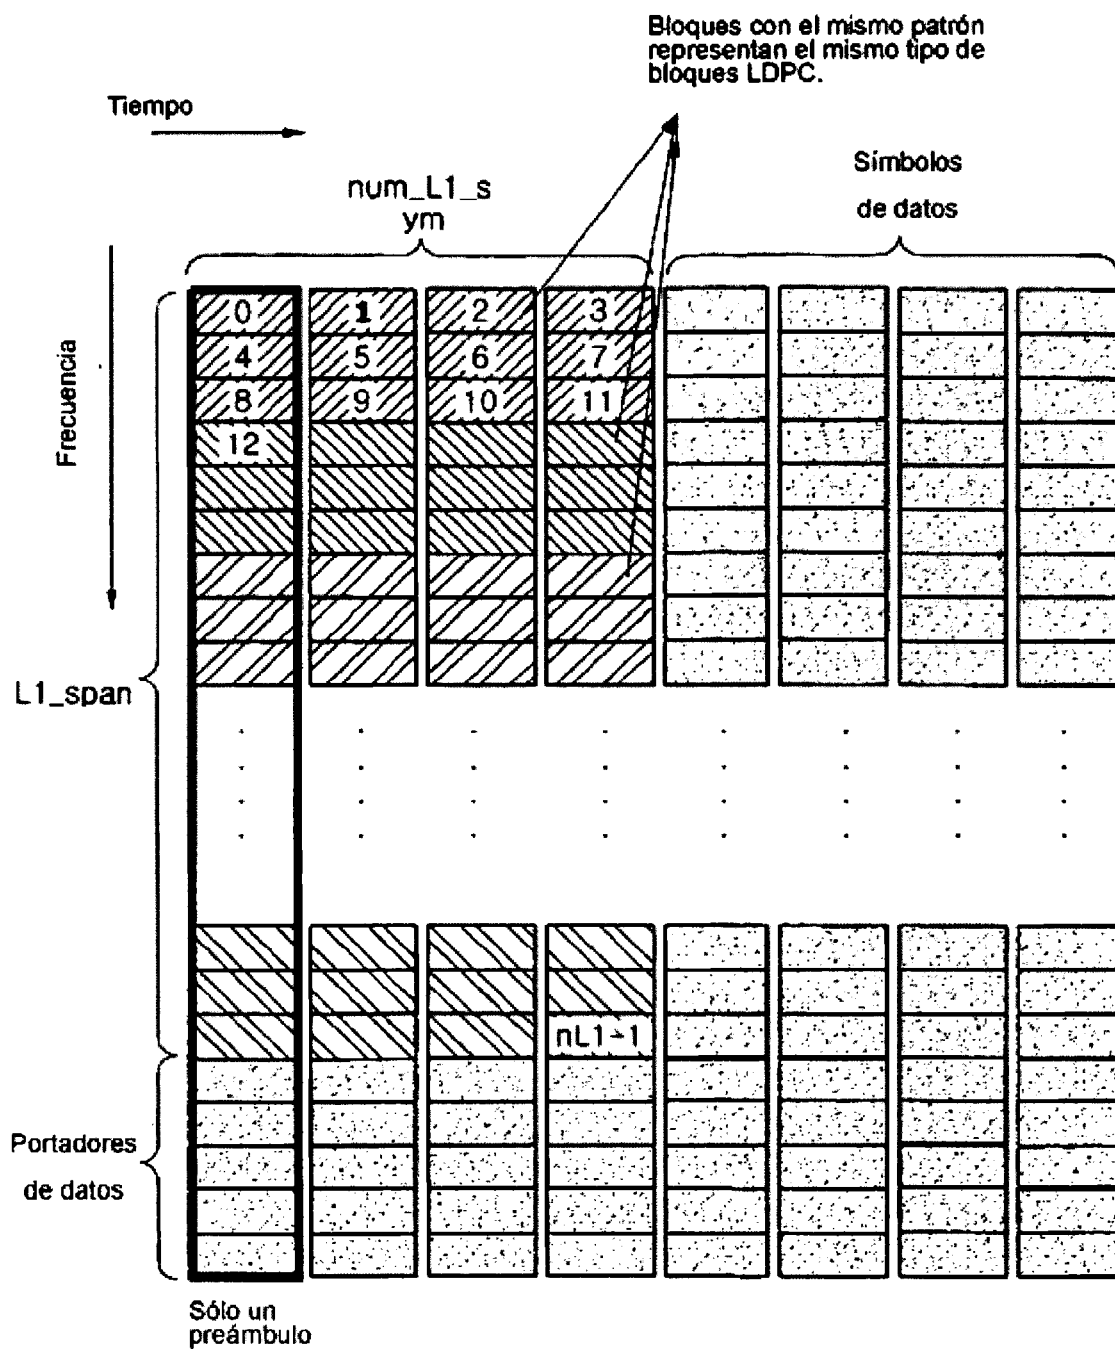 Bloques con el mismo patrón
representan el mismo tipo de
bloques LDPC.
Tiempo
Símbolos
de datos
num_L1_s
ym
Frecuencia
0 1 2 3
4 5 6 7
8 9 10 11
12
L1_span
nL1-1
Portadores
de datos
Sólo un
preámbulo